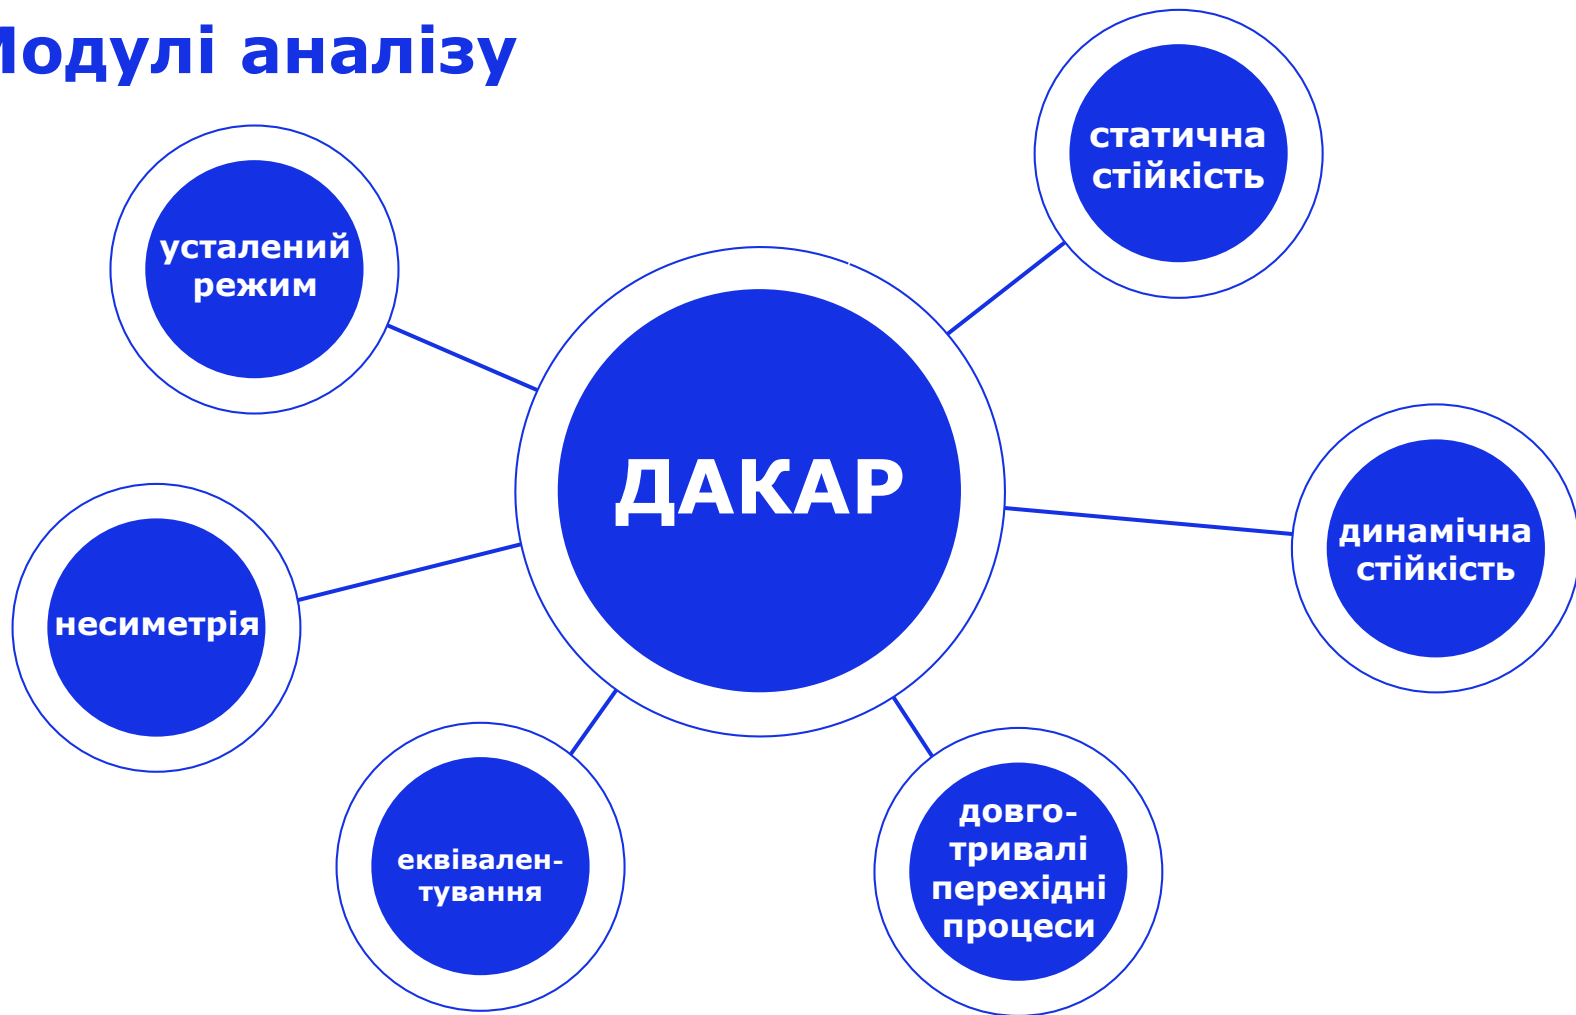 Модулі аналізу
статична
стійкість
усталений
режим
ДАКАР
динамічна
стійкість
несиметрія
еквівален-
тування
довго-
тривалі
перехідні
процеси